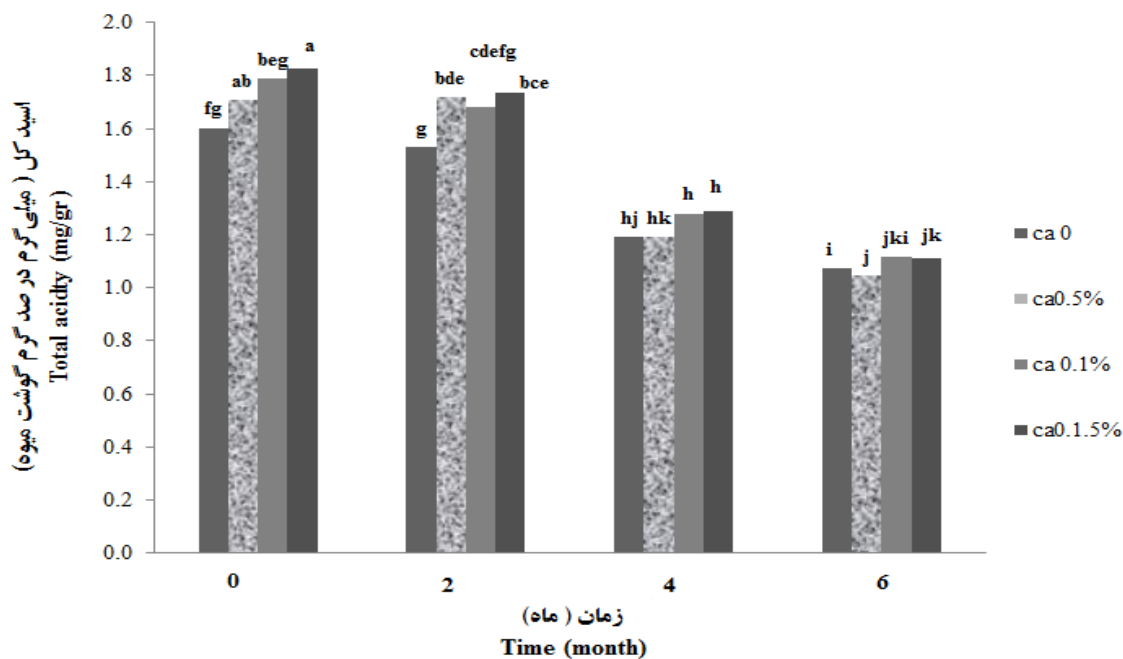 اسید کل ( میلی گرم در صد گرم گوشت میوه)
Total acidty (mg/gr)
2.0
1.8
1.6
1.4
1.2
1.0
0.8
0.6
0.4
0.2
0.0
fg
ab
beg
a
g
bde
cdefg
bce
hj
hk
h
h
i
j
jki
jk
0
2
4
6
زمان ( ماه)
Time (month)
ca 0
ca0.5%
ca 0.1%
ca0.1.5%